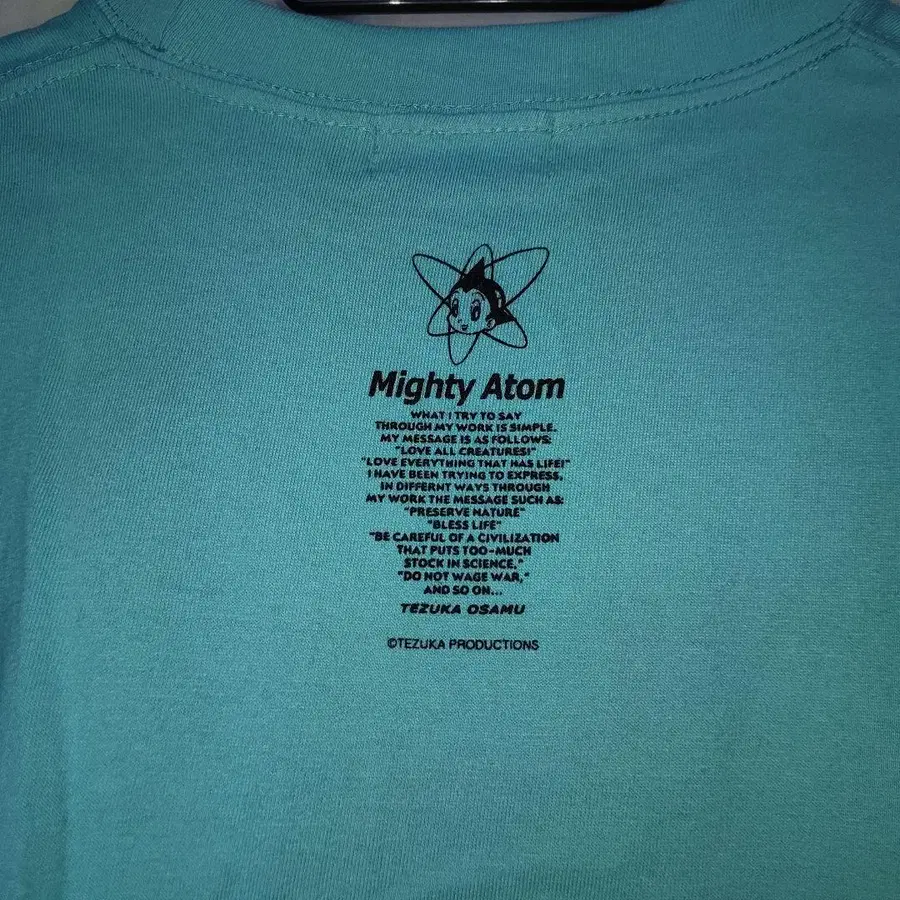 Mighty Atom
WHAT I TRY TO SAY
THROUGH MY WORK IS SIMPLE.
MY MESSAGE IS AS FOLLOWS:
"LOVE ALL CREATURES!"
"LOVE EVERYTHING THAT HAS LIFE!"
I HAVE BEEN TRYING TO EXPRESS,
IN DIFFERNT WAYS THROUGH
MY WORK THE MESSAGE SUCH AS:
"PRESERVE NATURE"
"BLESS LIFE"
"BE CAREFUL OF A CIVILIZATION
THAT PUTS TOO-MUCH
STOCK IN SCIENCE,"
"DO NOT WAGE WAR,"
AND SO ON...
TEZUKA OSAMU
©TEZUKA PRODUCTIONS